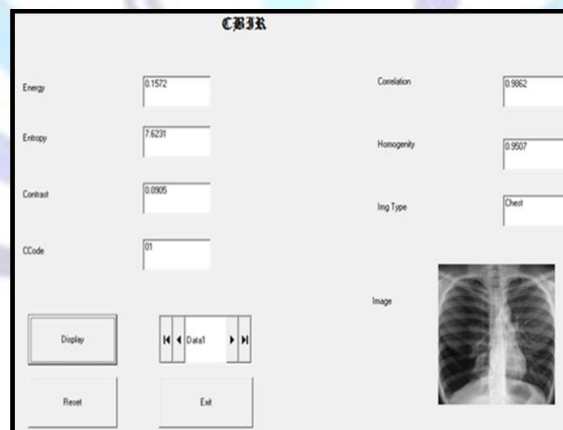 CBIR
Energy 0.1572 Correlation 0.9862
Entropy 7.6231 Homogenity 0.9507
Contrast 0.0905 Img Type Chest
CCode 01
Image
Display Data1
Reset Exit